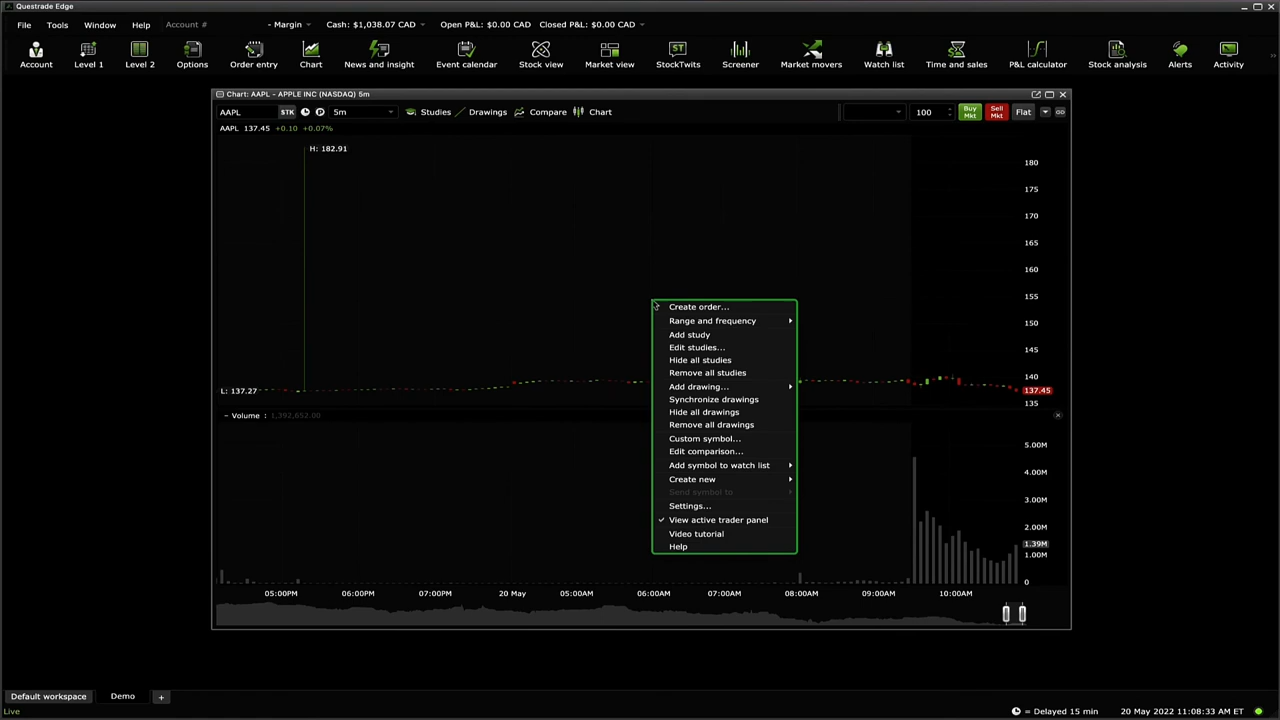 Questrade Edge
File Tools Window Help Account # - Margin Cash: $1,038.07 CAD Open P&L: $0.00 CAD Closed P&L: $0.00 CAD
Account Level 1 Level 2 Options Order entry Chart News and insight Event calendar Stock view Market view StockTwits Screener Market movers Watch list Time and sales P&L calculator Stock analysis Alerts Activity
Chart: AAPL - APPLE INC (NASDAQ) 5m
AAPL STK P 5m Studies Drawings Compare Chart 100 Buy Mkt Sell Mkt Flat
AAPL 137.45 +0.10 +0.07%
H: 182.91
180
175
170
165
160
155
150
145
140
137.45
135
L: 137.27
Create order...
Range and frequency
Add study
Edit studies...
Hide all studies
Remove all studies
Add drawing...
Synchronize drawings
Hide all drawings
Remove all drawings
Custom symbol...
Edit comparison...
Add symbol to watch list
Create new
Send symbol to
Settings...
View active trader panel
Video tutorial
Help
– Volume: 1,392,652.00
5.00M
4.00M
3.00M
2.00M
1.39M
1.00M
0
05:00PM 06:00PM 07:00PM 20 May 05:00AM 06:00AM 07:00AM 08:00AM 09:00AM 10:00AM
Default workspace Demo +
Live = Delayed 15 min 20 May 2022 11:08:33 AM ET